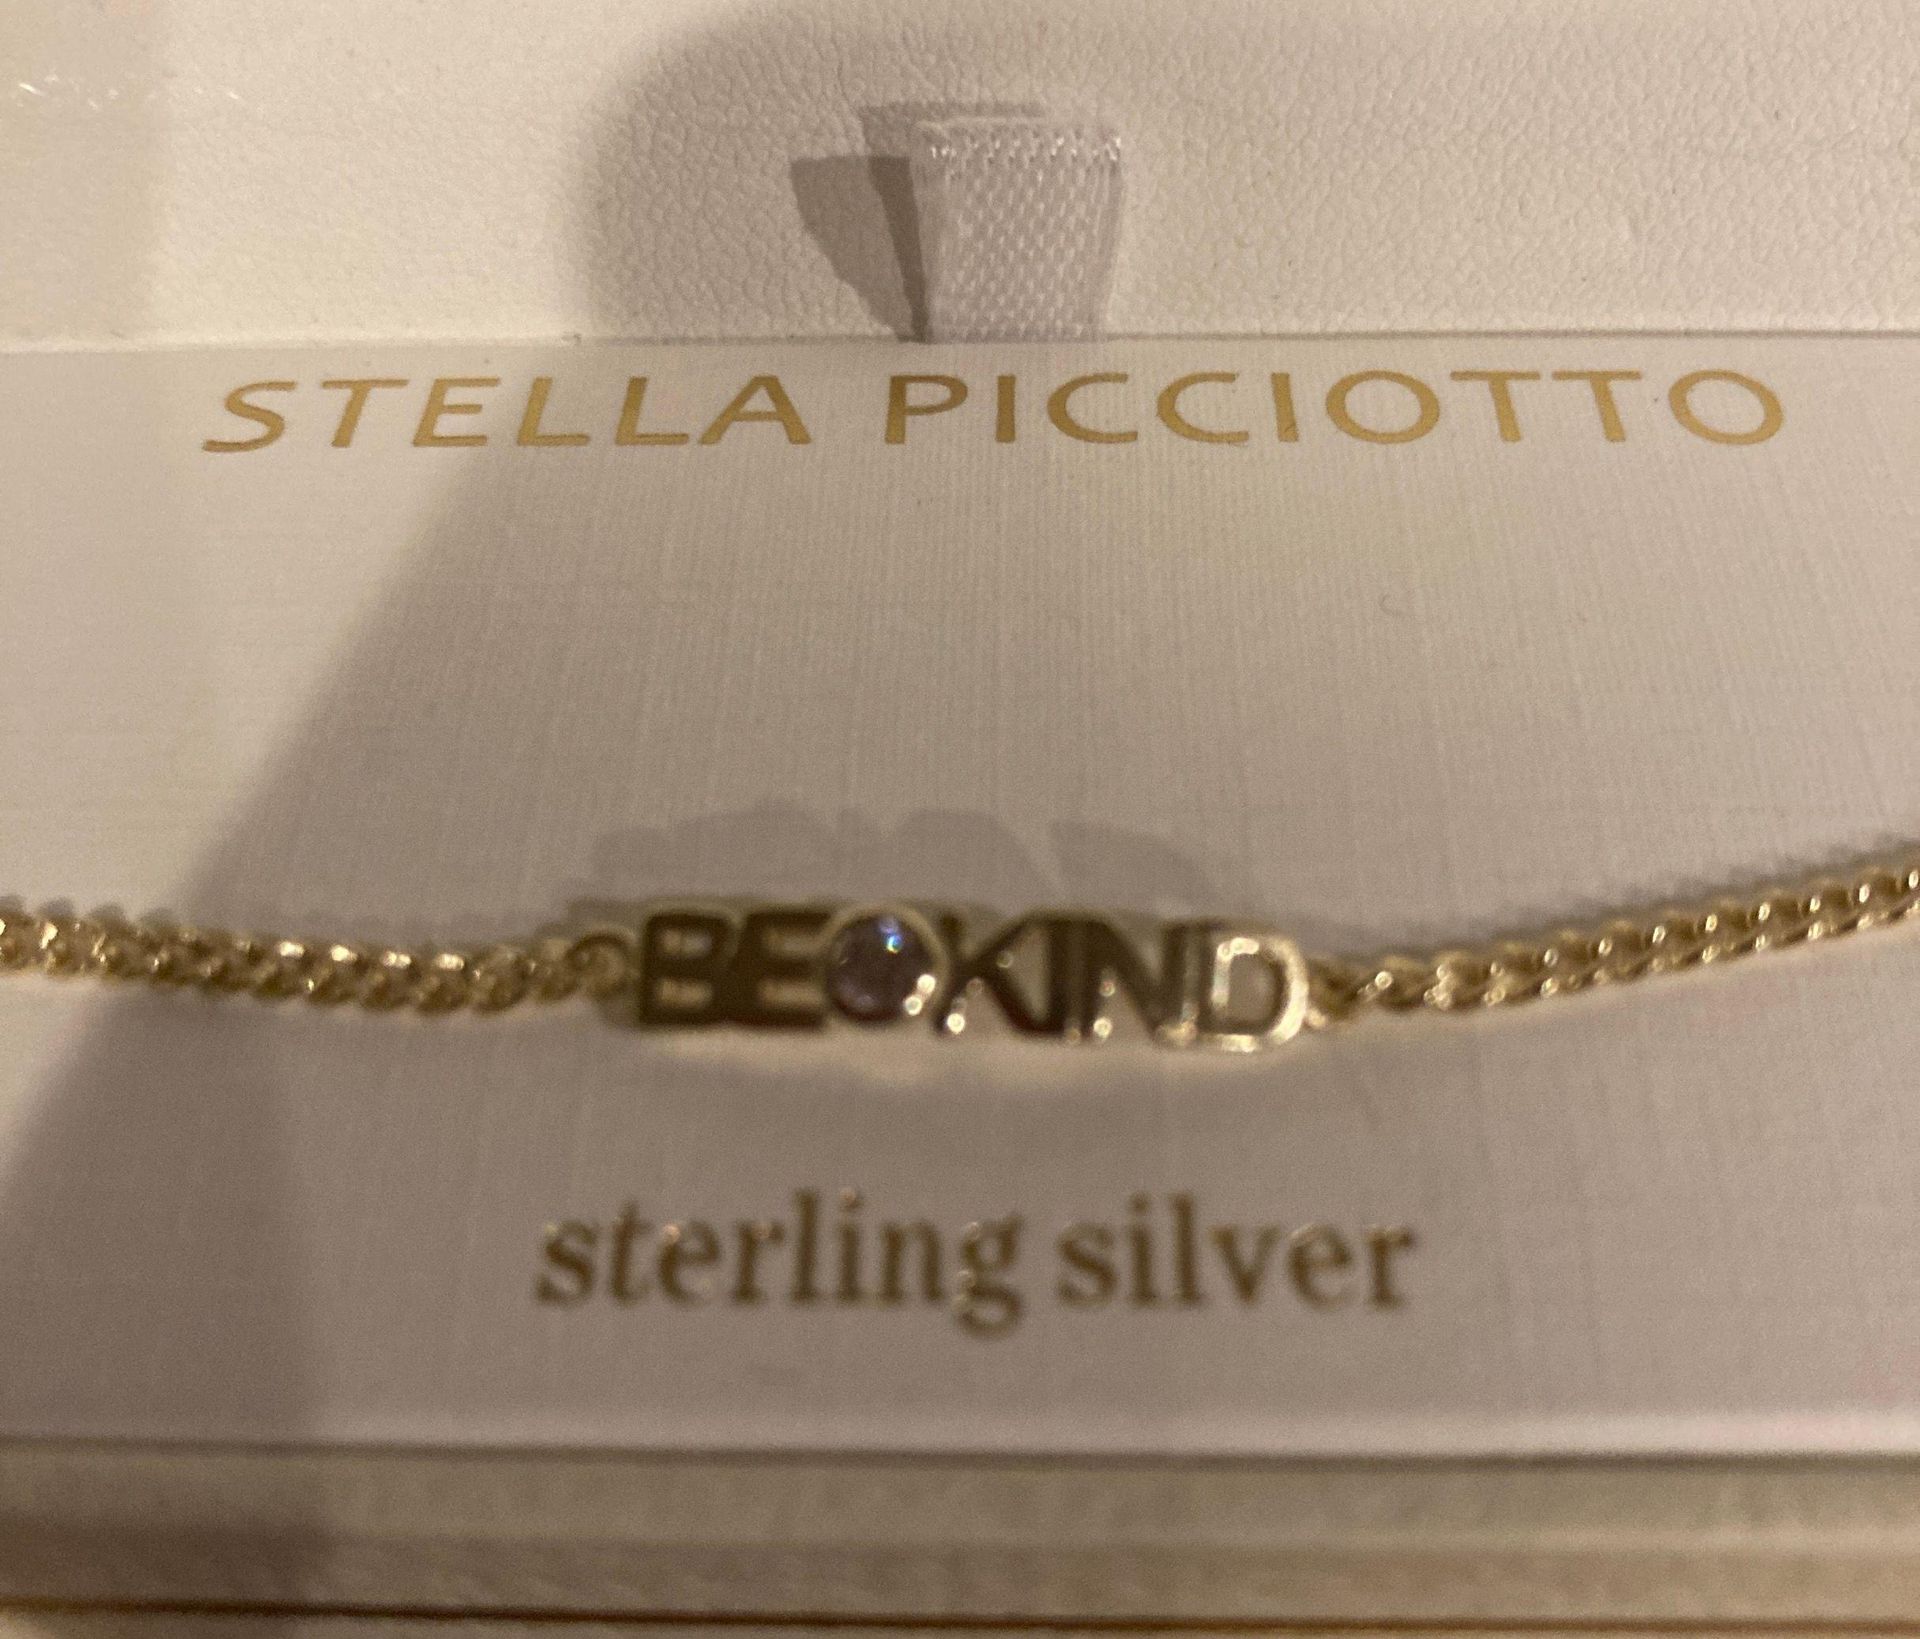 STELLA PICCIOTTO
BE KIND
sterling silver